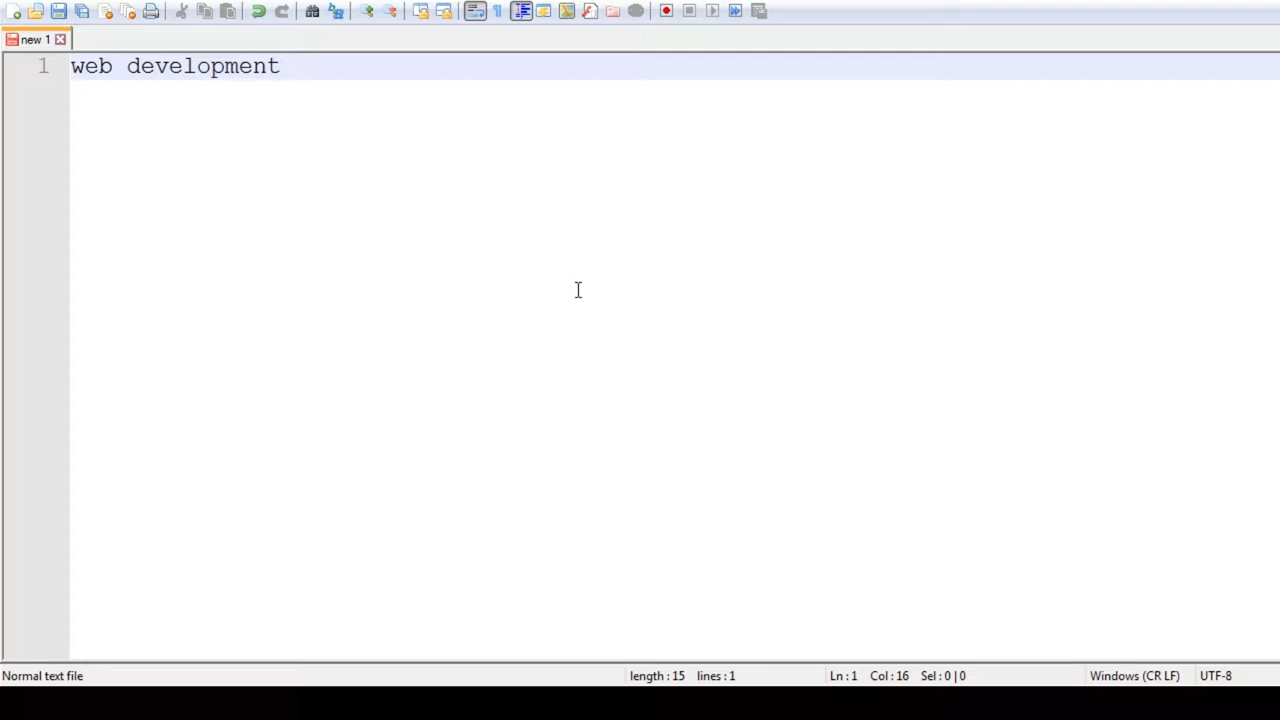 new 1
1 web development
Normal text file length : 15 lines : 1 Ln : 1 Col : 16 Sel : 0 | 0 Windows (CR LF) UTF-8